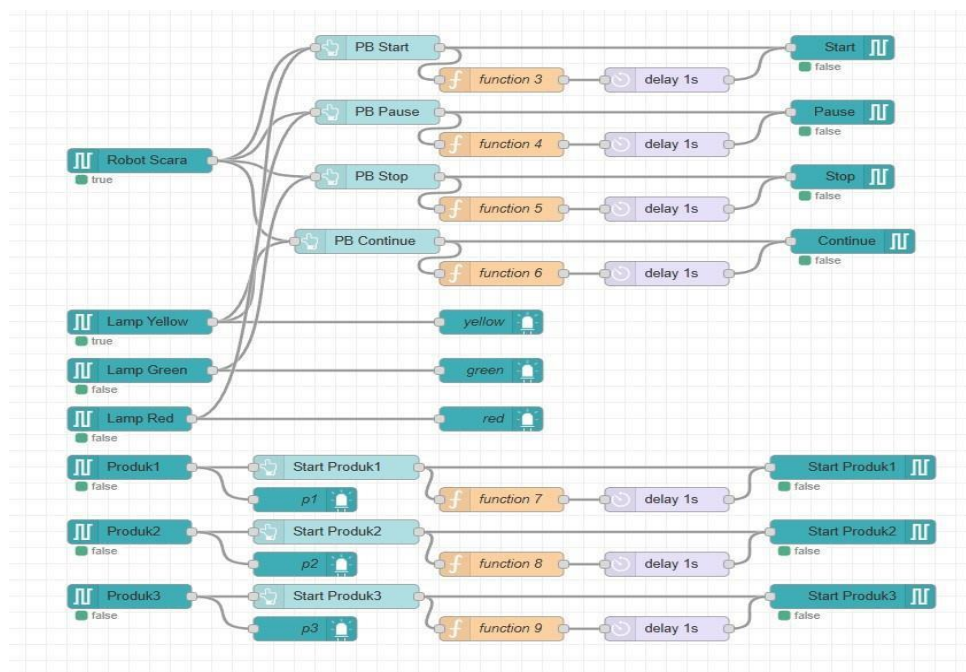 PB Start
Start
false
function 3
delay 1s
PB Pause
Pause
false
function 4
delay 1s
Robot Scara
true
PB Stop
Stop
false
function 5
delay 1s
PB Continue
Continue
false
function 6
delay 1s
Lamp Yellow
true
yellow
Lamp Green
false
green
Lamp Red
false
red
Produk1
false
Start Produk1
Start Produk1
false
p1
function 7
delay 1s
Produk2
false
Start Produk2
Start Produk2
false
p2
function 8
delay 1s
Produk3
false
Start Produk3
Start Produk3
false
p3
function 9
delay 1s